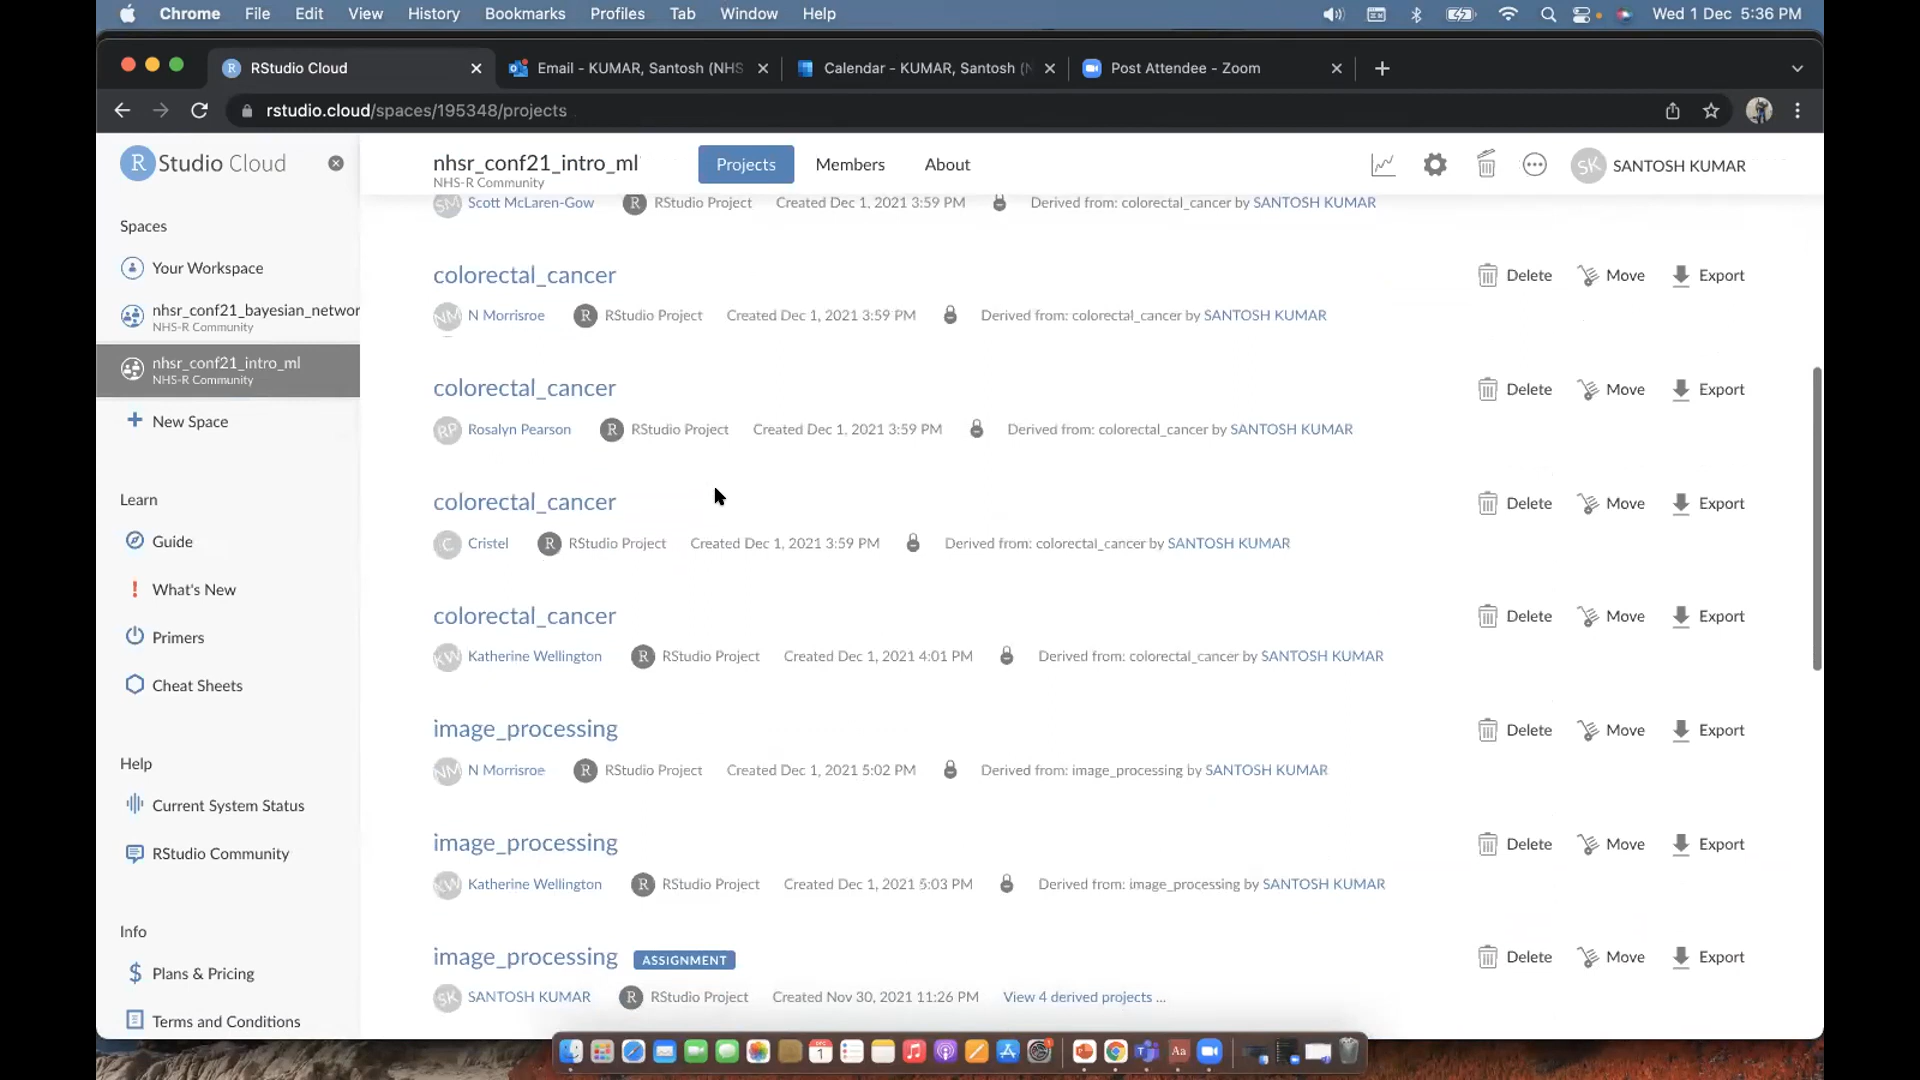 Chrome File Edit View History Bookmarks Profiles Tab Window Help Wed 1 Dec 5:36 PM
RStudio Cloud Email - KUMAR, Santosh (NHS Calendar - KUMAR, Santosh ( Post Attendee - Zoom
rstudio.cloud/spaces/195348/projects
R Studio Cloud
nhsr_conf21_intro_ml
NHS-R Community
Projects Members About
SK SANTOSH KUMAR
Spaces
Your Workspace
nhsr_conf21_bayesian_networ
NHS-R Community
nhsr_conf21_intro_ml
NHS-R Community
New Space
Learn
Guide
What's New
Primers
Cheat Sheets
Help
Current System Status
RStudio Community
Info
Plans & Pricing
Terms and Conditions
SM Scott McLaren-Gow R RStudio Project Created Dec 1, 2021 3:59 PM Derived from: colorectal_cancer by SANTOSH KUMAR
colorectal_cancer Delete Move Export
NM N Morrisroe R RStudio Project Created Dec 1, 2021 3:59 PM Derived from: colorectal_cancer by SANTOSH KUMAR
colorectal_cancer Delete Move Export
RP Rosalyn Pearson R RStudio Project Created Dec 1, 2021 3:59 PM Derived from: colorectal_cancer by SANTOSH KUMAR
colorectal_cancer Delete Move Export
C Cristel R RStudio Project Created Dec 1, 2021 3:59 PM Derived from: colorectal_cancer by SANTOSH KUMAR
colorectal_cancer Delete Move Export
KW Katherine Wellington R RStudio Project Created Dec 1, 2021 4:01 PM Derived from: colorectal_cancer by SANTOSH KUMAR
image_processing Delete Move Export
NM N Morrisroe R RStudio Project Created Dec 1, 2021 5:02 PM Derived from: image_processing by SANTOSH KUMAR
image_processing Delete Move Export
KW Katherine Wellington R RStudio Project Created Dec 1, 2021 5:03 PM Derived from: image_processing by SANTOSH KUMAR
image_processing ASSIGNMENT Delete Move Export
SK SANTOSH KUMAR R RStudio Project Created Nov 30, 2021 11:26 PM View 4 derived projects ...